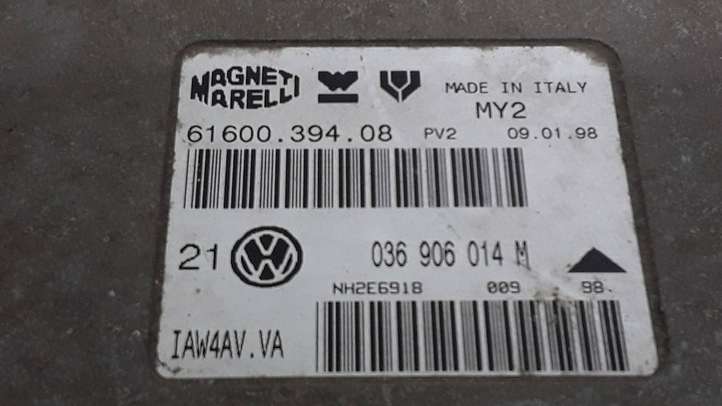 MAGNETI MARELLI MADE IN ITALY
MY2
61600.394.08 PV2 09.01.98
21 036 906 014 M
NH2E6918 009 98.
IAW4AV.VA